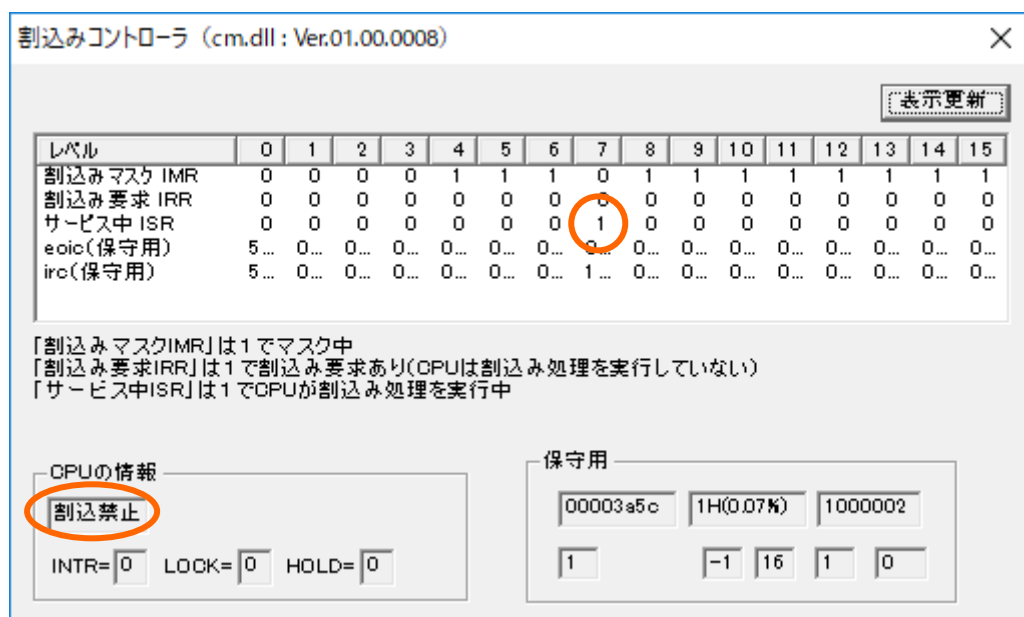 割込みコントローラ（cm.dll : Ver.01.00.0008）
表示更新
レベル 0 1 2 3 4 5 6 7 8 9 10 11 12 13 14 15
割込みマスク IMR 0 0 0 0 1 1 1 0 1 1 1 1 1 1 1 1
割込み要求 IRR 0 0 0 0 0 0 0 0 0 0 0 0 0 0 0 0
サービス中 ISR 0 0 0 0 0 0 0 1 0 0 0 0 0 0 0 0
eoic(保守用) 5... 0... 0... 0... 0... 0... 0... 0... 0... 0... 0... 0... 0... 0... 0... 0...
irc(保守用) 5... 0... 0... 0... 0... 0... 0... 1... 0... 0... 0... 0... 0... 0... 0... 0...
「割込みマスクIMR」は1でマスク中
「割込み要求IRR」は1で割込み要求あり(CPUは割込み処理を実行していない)
「サービス中ISR」は1でCPUが割込み処理を実行中
CPUの情報
割込禁止
INTR= 0 LOCK= 0 HOLD= 0
保守用
00003a5c 1H(0.07%) 1000002
1 -1 16 1 0